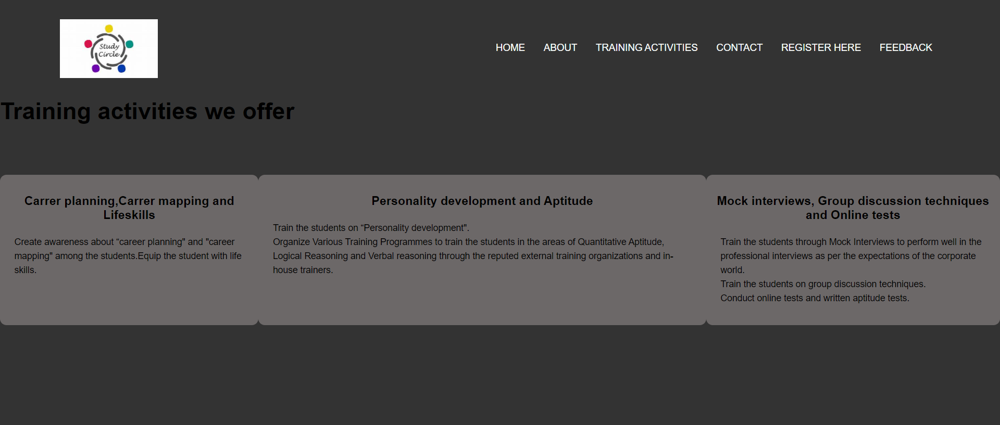 Study
Circle
HOME ABOUT TRAINING ACTIVITIES CONTACT REGISTER HERE FEEDBACK
Training activities we offer
Carrer planning,Carrer mapping and
Lifeskills
Create awareness about “career planning" and "career
mapping" among the students.Equip the student with life
skills.
Personality development and Aptitude
Train the students on “Personality development".
Organize Various Training Programmes to train the students in the areas of Quantitative Aptitude,
Logical Reasoning and Verbal reasoning through the reputed external training organizations and in-
house trainers.
Mock interviews, Group discussion techniques
and Online tests
Train the students through Mock Interviews to perform well in the
professional interviews as per the expectations of the corporate
world.
Train the students on group discussion techniques.
Conduct online tests and written aptitude tests.